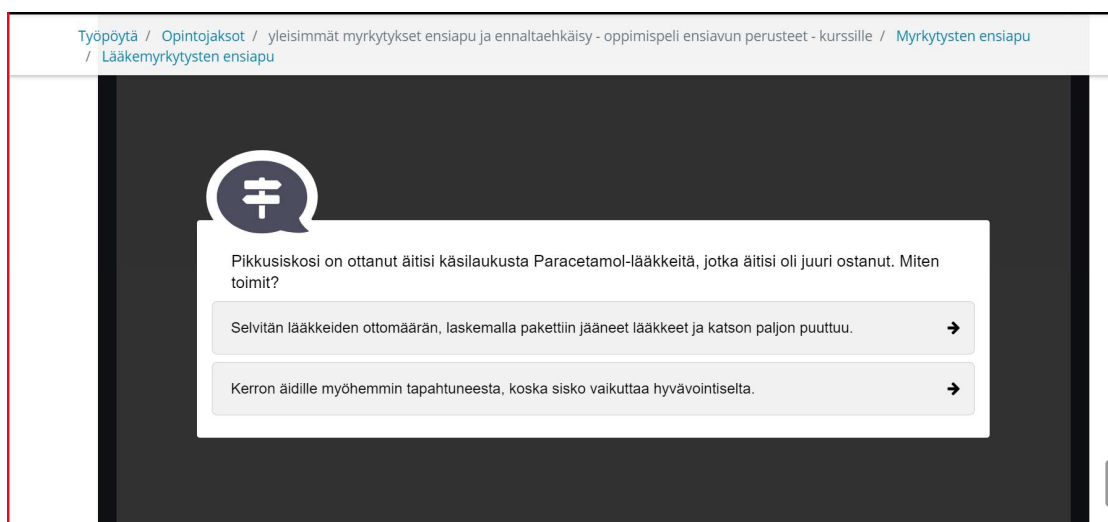 Työpöytä / Opintojaksot / yleisimmät myrkytykset ensiapu ja ennaltaehkäisy - oppimispeli ensiavun perusteet - kurssille / Myrkytysten ensiapu
/ Lääkemyrkytysten ensiapu
Pikkusiskosi on ottanut äitisi käsilaukusta Paracetamol-lääkkeitä, jotka äitisi oli juuri ostanut. Miten
toimit?
Selvitän lääkkeiden ottomäärän, laskemalla pakettiin jääneet lääkkeet ja katson paljon puuttuu.
Kerron äidille myöhemmin tapahtuneesta, koska sisko vaikuttaa hyvävointiselta.